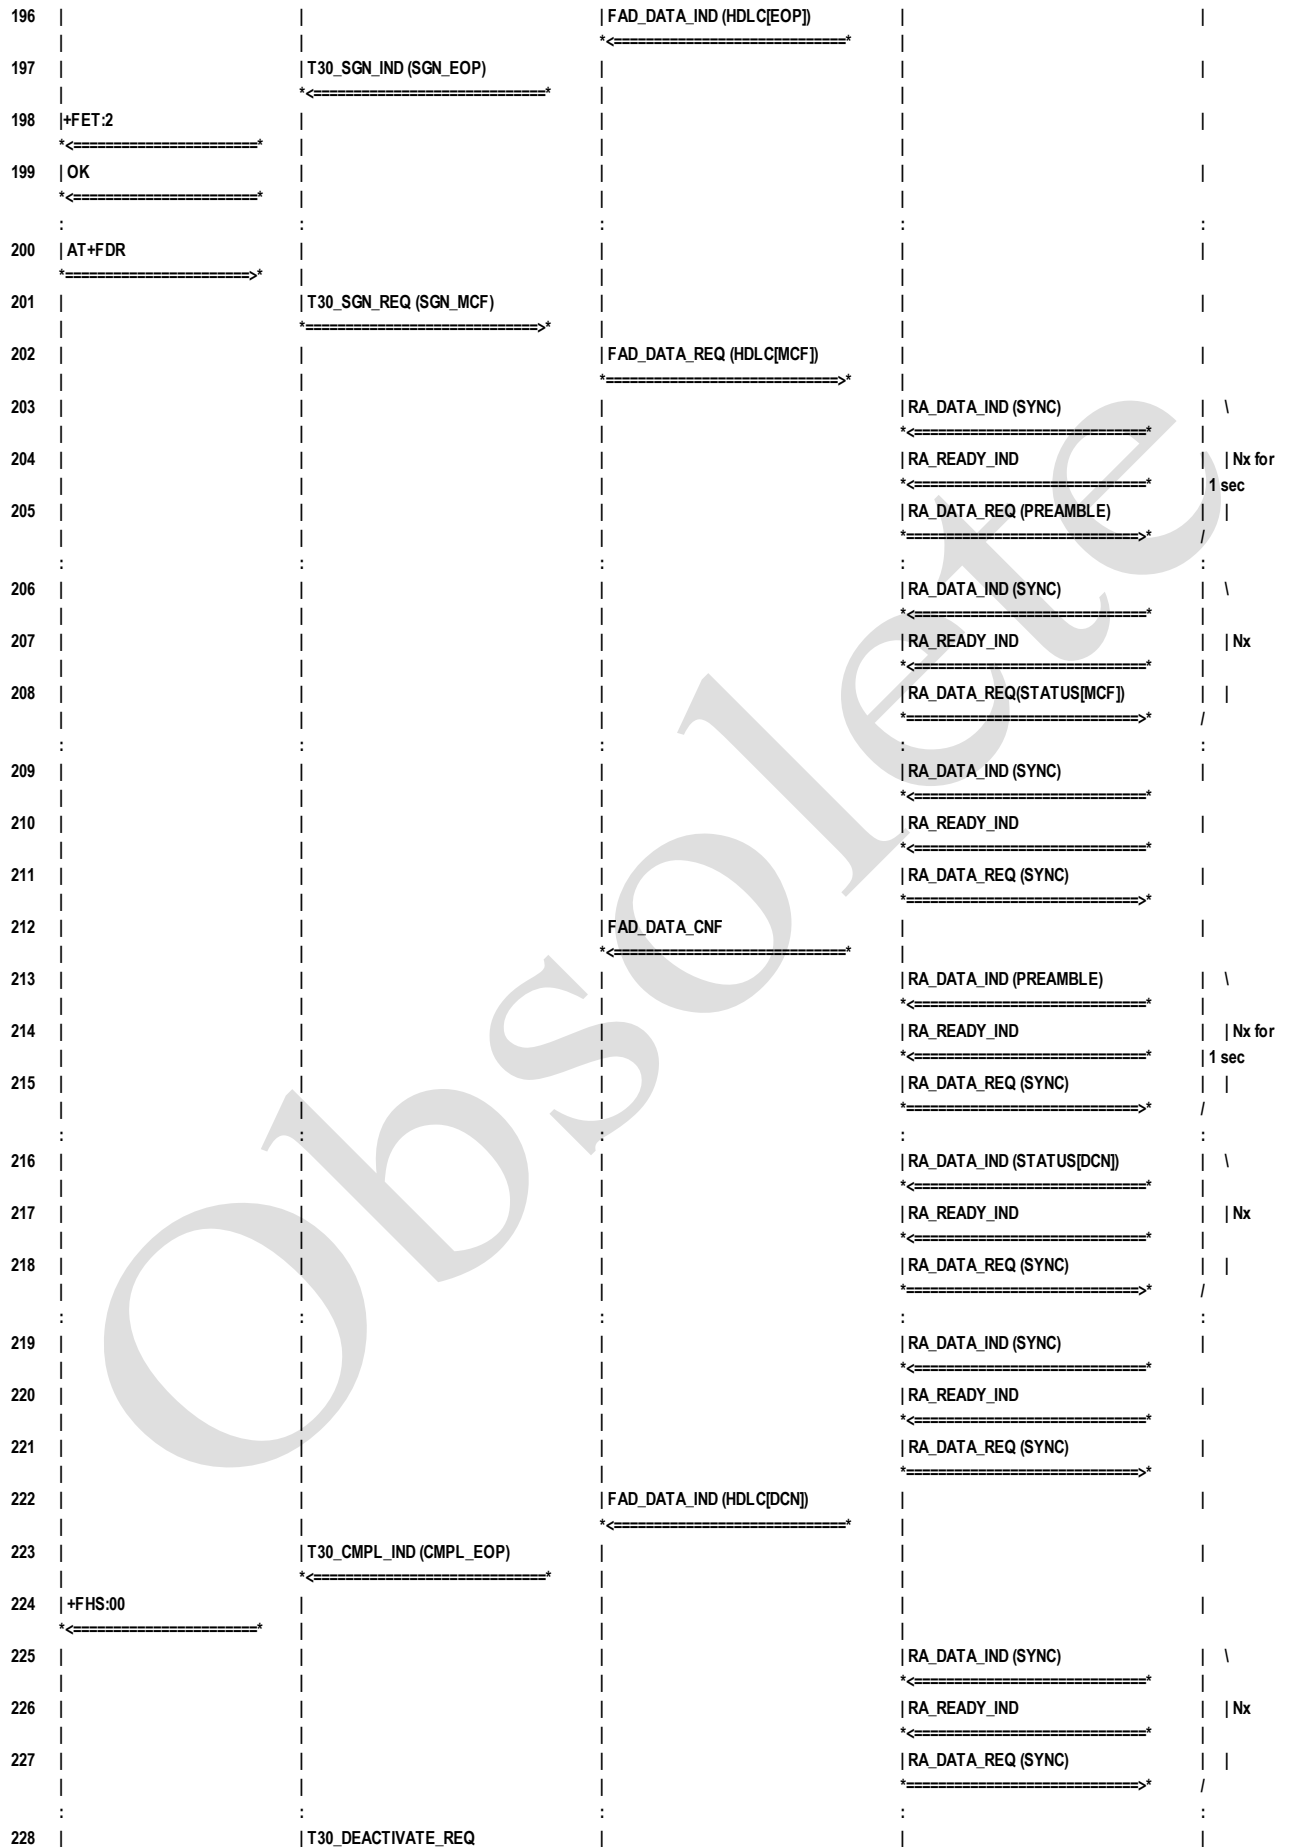 196 | | | FAD_DATA_IND (HDLC[EOP]) | |
| | *<=============================* |
197 | | T30_SGN_IND (SGN_EOP) | | |
| *<=============================* | |
198 |+FET:2 | | | |
*<=======================* | | |
199 | OK | | | |
*<=======================* | | |
: : : : :
200 | AT+FDR | | | |
*=======================>* | | |
201 | | T30_SGN_REQ (SGN_MCF) | | |
| *=============================>* | |
202 | | | FAD_DATA_REQ (HDLC[MCF]) | |
| | *=============================>* |
203 | | | | RA_DATA_IND (SYNC) | \
| | | *<=============================* |
204 | | | | RA_READY_IND | | Nx for
| | | *<=============================* | 1 sec
205 | | | | RA_DATA_REQ (PREAMBLE) | |
| | | *=============================>* /
: : : : :
206 | | | | RA_DATA_IND (SYNC) | \
| | | *<=============================* |
207 | | | | RA_READY_IND | | Nx
| | | *<=============================* |
208 | | | | RA_DATA_REQ(STATUS[MCF]) | |
| | | *=============================>* /
: : : : :
209 | | | | RA_DATA_IND (SYNC) |
| | | *<=============================*
210 | | | | RA_READY_IND |
| | | *<=============================*
211 | | | | RA_DATA_REQ (SYNC) |
| | | *=============================>*
212 | | | FAD_DATA_CNF | |
| | *<=============================* |
213 | | | | RA_DATA_IND (PREAMBLE) | \
| | | *<=============================* |
214 | | | | RA_READY_IND | | Nx for
| | | *<=============================* | 1 sec
215 | | | | RA_DATA_REQ (SYNC) | |
| | | *=============================>* /
: : : : :
216 | | | | RA_DATA_IND (STATUS[DCN]) | \
| | | *<=============================* |
217 | | | | RA_READY_IND | | Nx
| | | *<=============================* |
218 | | | | RA_DATA_REQ (SYNC) | |
| | | *=============================>* /
: : : : :
219 | | | | RA_DATA_IND (SYNC) |
| | | *<=============================*
220 | | | | RA_READY_IND |
| | | *<=============================*
221 | | | | RA_DATA_REQ (SYNC) |
| | | *=============================>*
222 | | | FAD_DATA_IND (HDLC[DCN]) | |
| | *<=============================* |
223 | | T30_CMPL_IND (CMPL_EOP) | | |
| *<=============================* | |
224 | +FHS:00 | | | |
*<=======================* | | |
225 | | | | RA_DATA_IND (SYNC) | \
| | | *<=============================* |
226 | | | | RA_READY_IND | | Nx
| | | *<=============================* |
227 | | | | RA_DATA_REQ (SYNC) | |
| | | *=============================>* /
: : : : :
228 | | T30_DEACTIVATE_REQ | | |
Obsolete